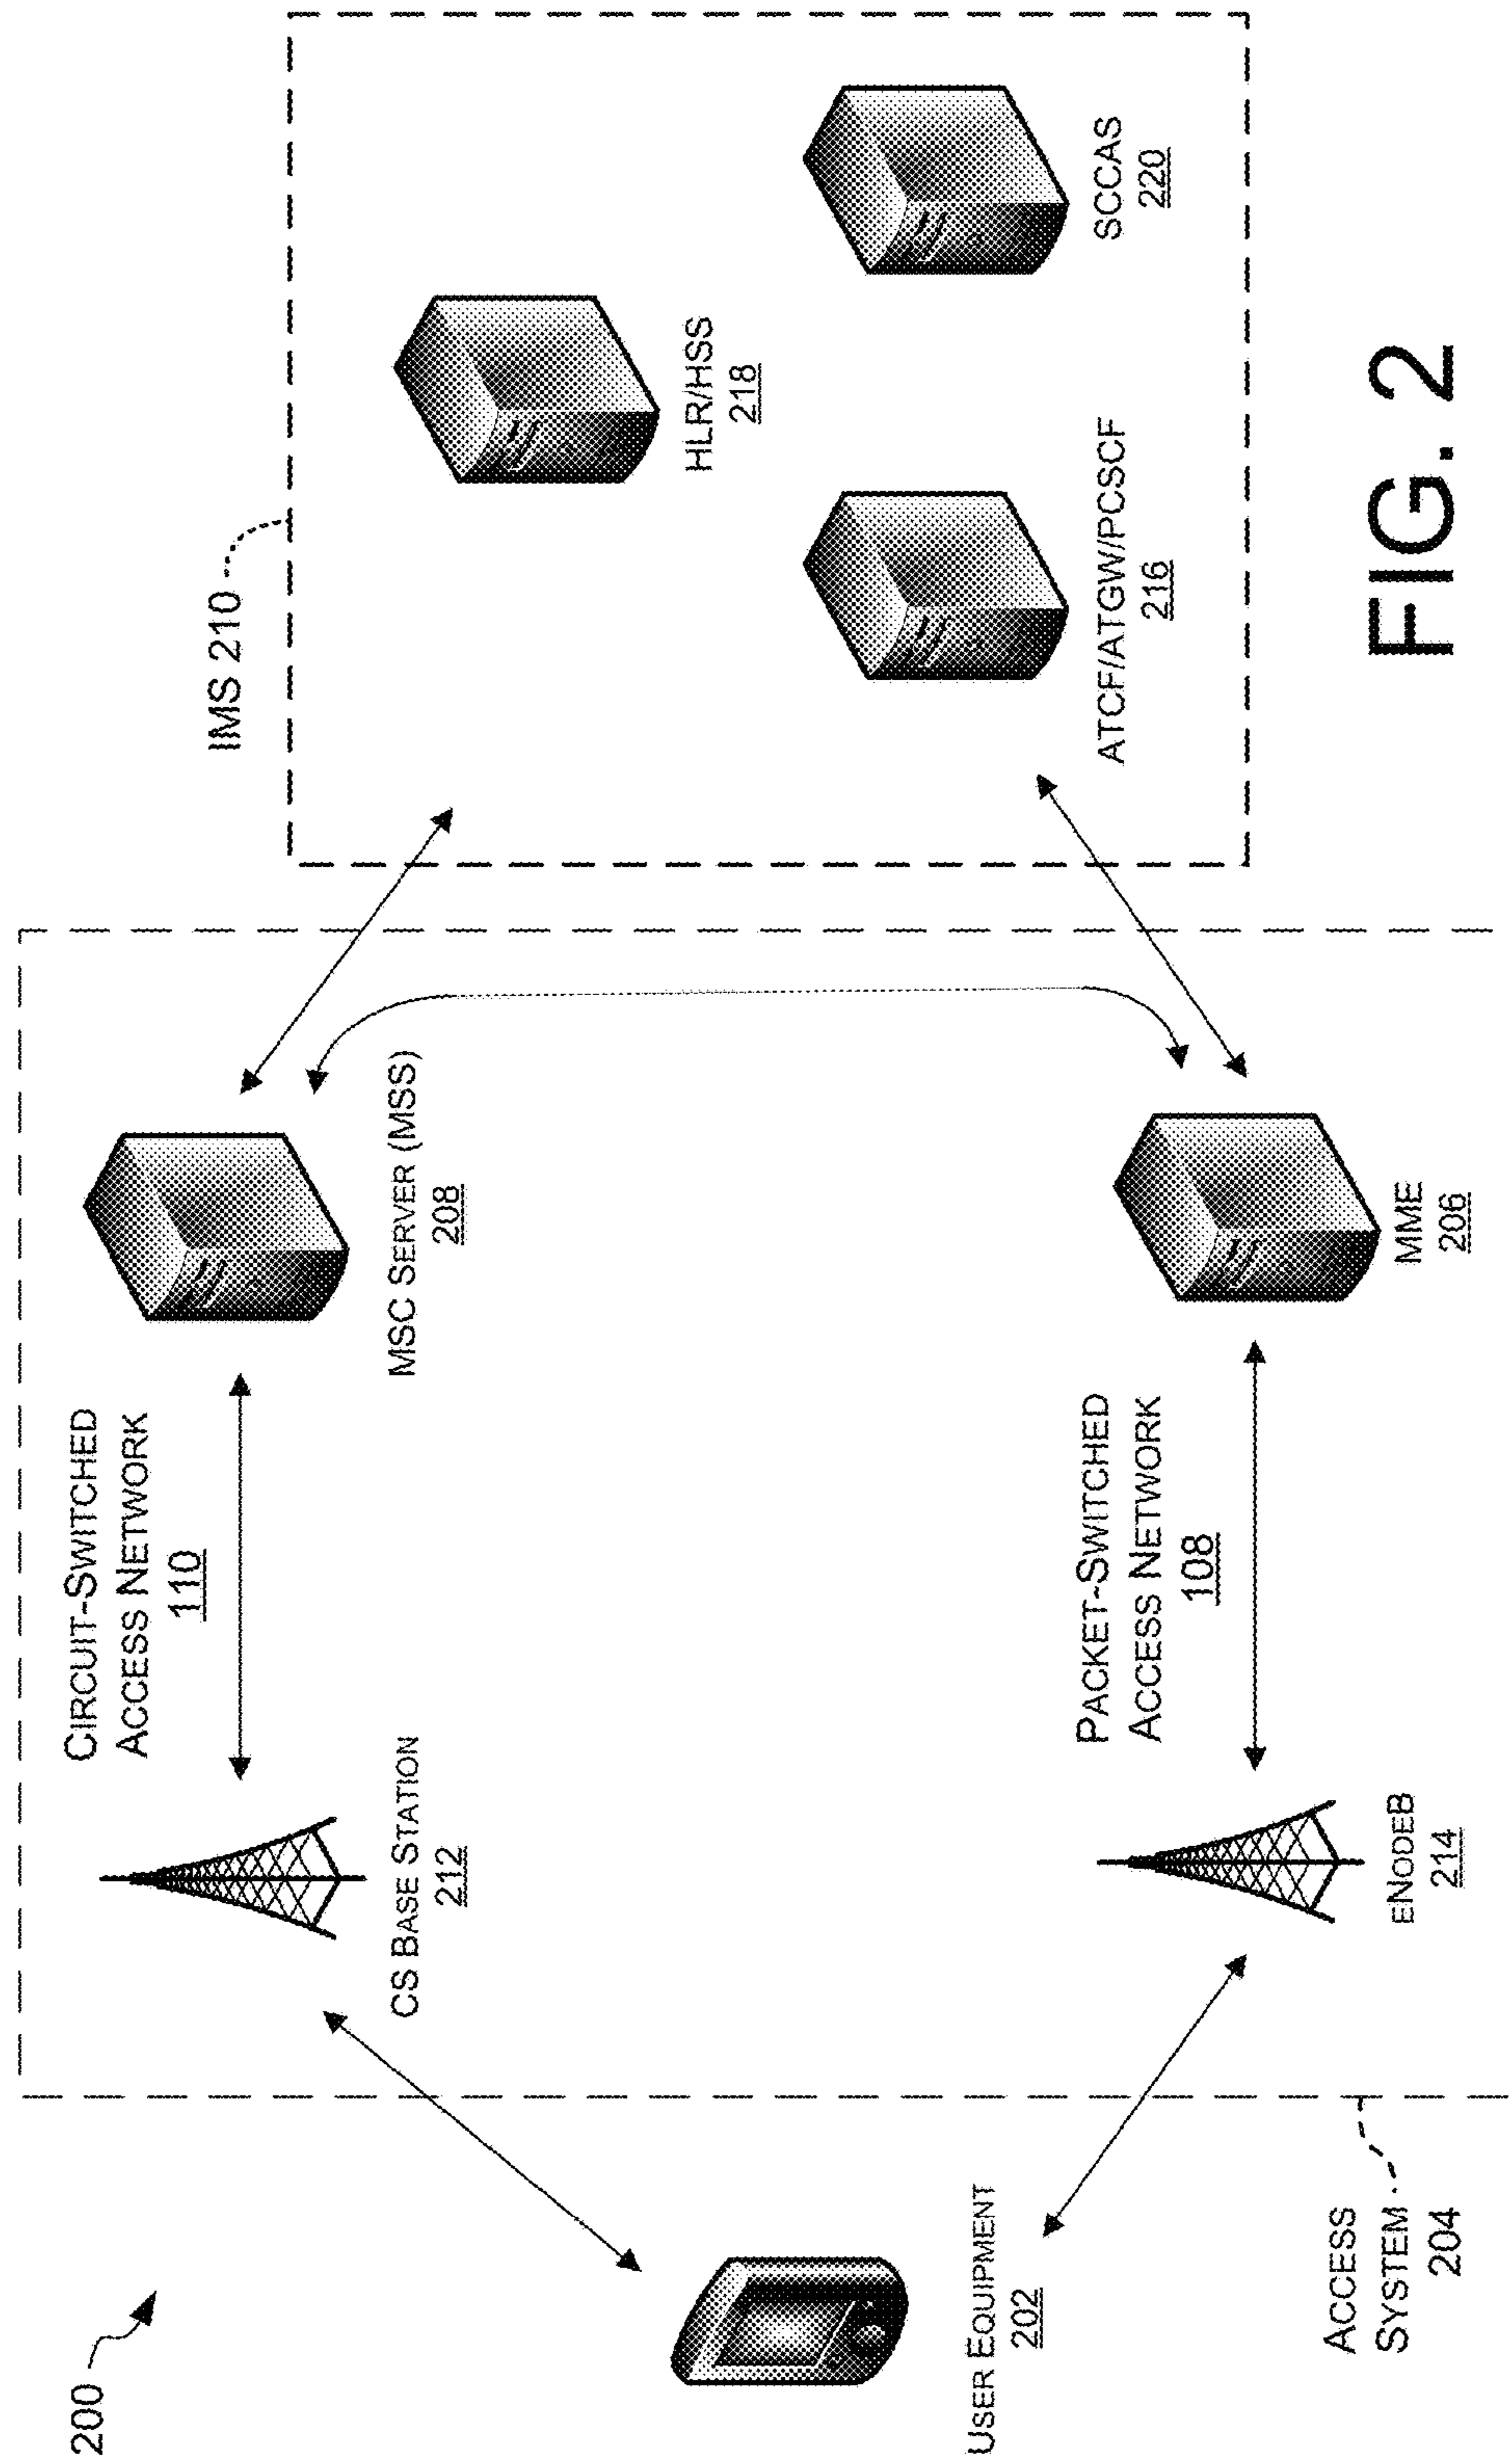 200
IMS 210
CIRCUIT-SWITCHED
ACCESS NETWORK
110
CS BASE STATION
212
MSC SERVER (MSS)
208
HLR/HSS
218
USER EQUIPMENT
202
ATCF/ATGW/PCSCF
216
SCCAS
220
PACKET-SWITCHED
ACCESS NETWORK
108
ENODEB
214
MME
206
ACCESS
SYSTEM
204
FIG. 2